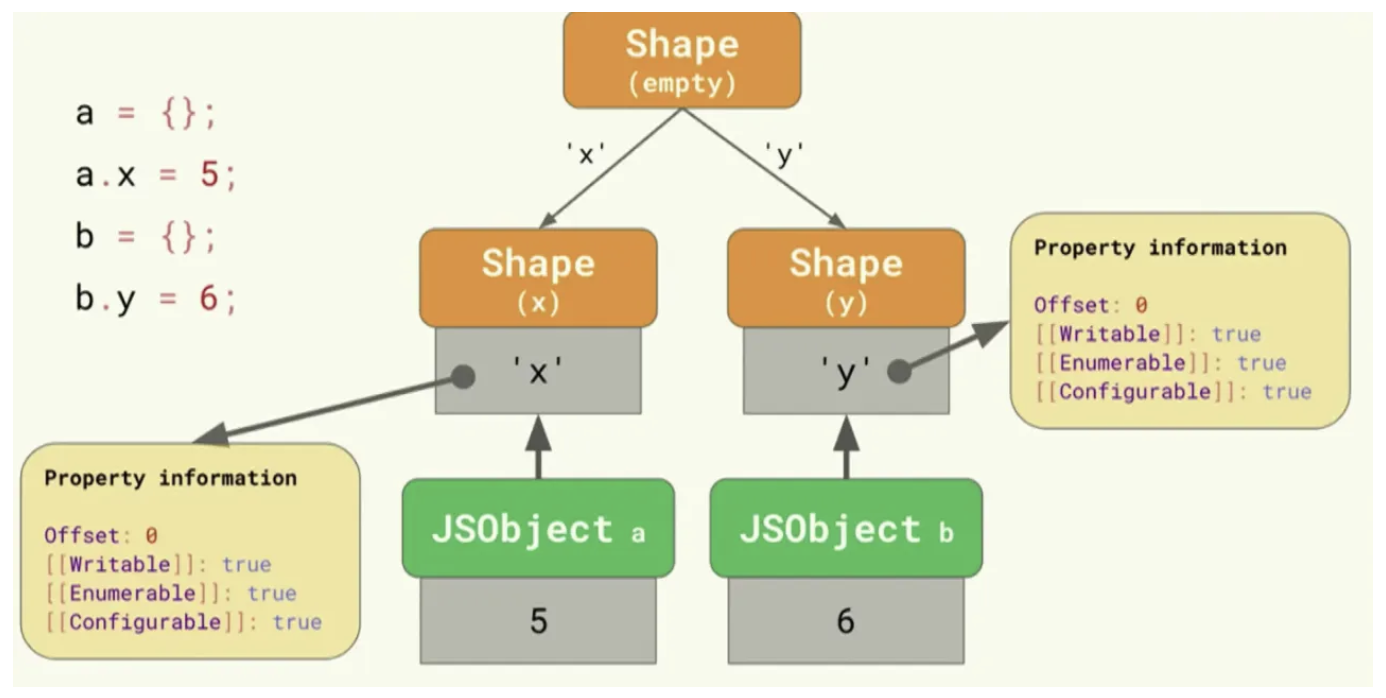 Shape
(empty)
a = {};
a.x = 5;
b = {};
b.y = 6;
'x'
'y'
Shape
(x)
'x'
Shape
(y)
'y'
Property information
Offset: 0
[[Writable]]: true
[[Enumerable]]: true
[[Configurable]]: true
Property information
Offset: 0
[[Writable]]: true
[[Enumerable]]: true
[[Configurable]]: true
JSObject a
5
JSObject b
6